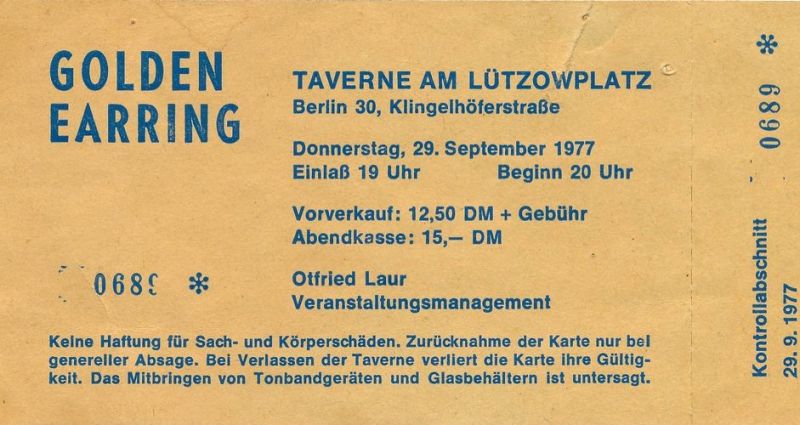 GOLDEN
EARRING
TAVERNE AM LÜTZOWPLATZ
Berlin 30, Klingelhöferstraße
Donnerstag, 29. September 1977
Einlaß 19 Uhr Beginn 20 Uhr
Vorverkauf: 12,50 DM + Gebühr
Abendkasse: 15,— DM
0689 *
Otfried Laur
Veranstaltungsmanagement
Keine Haftung für Sach- und Körperschäden. Zurücknahme der Karte nur bei
genereller Absage. Bei Verlassen der Taverne verliert die Karte ihre Gültig-
keit. Das Mitbringen von Tonbandgeräten und Glasbehältern ist untersagt.
Kontrollabschnitt 0689 *
29. 9. 1977